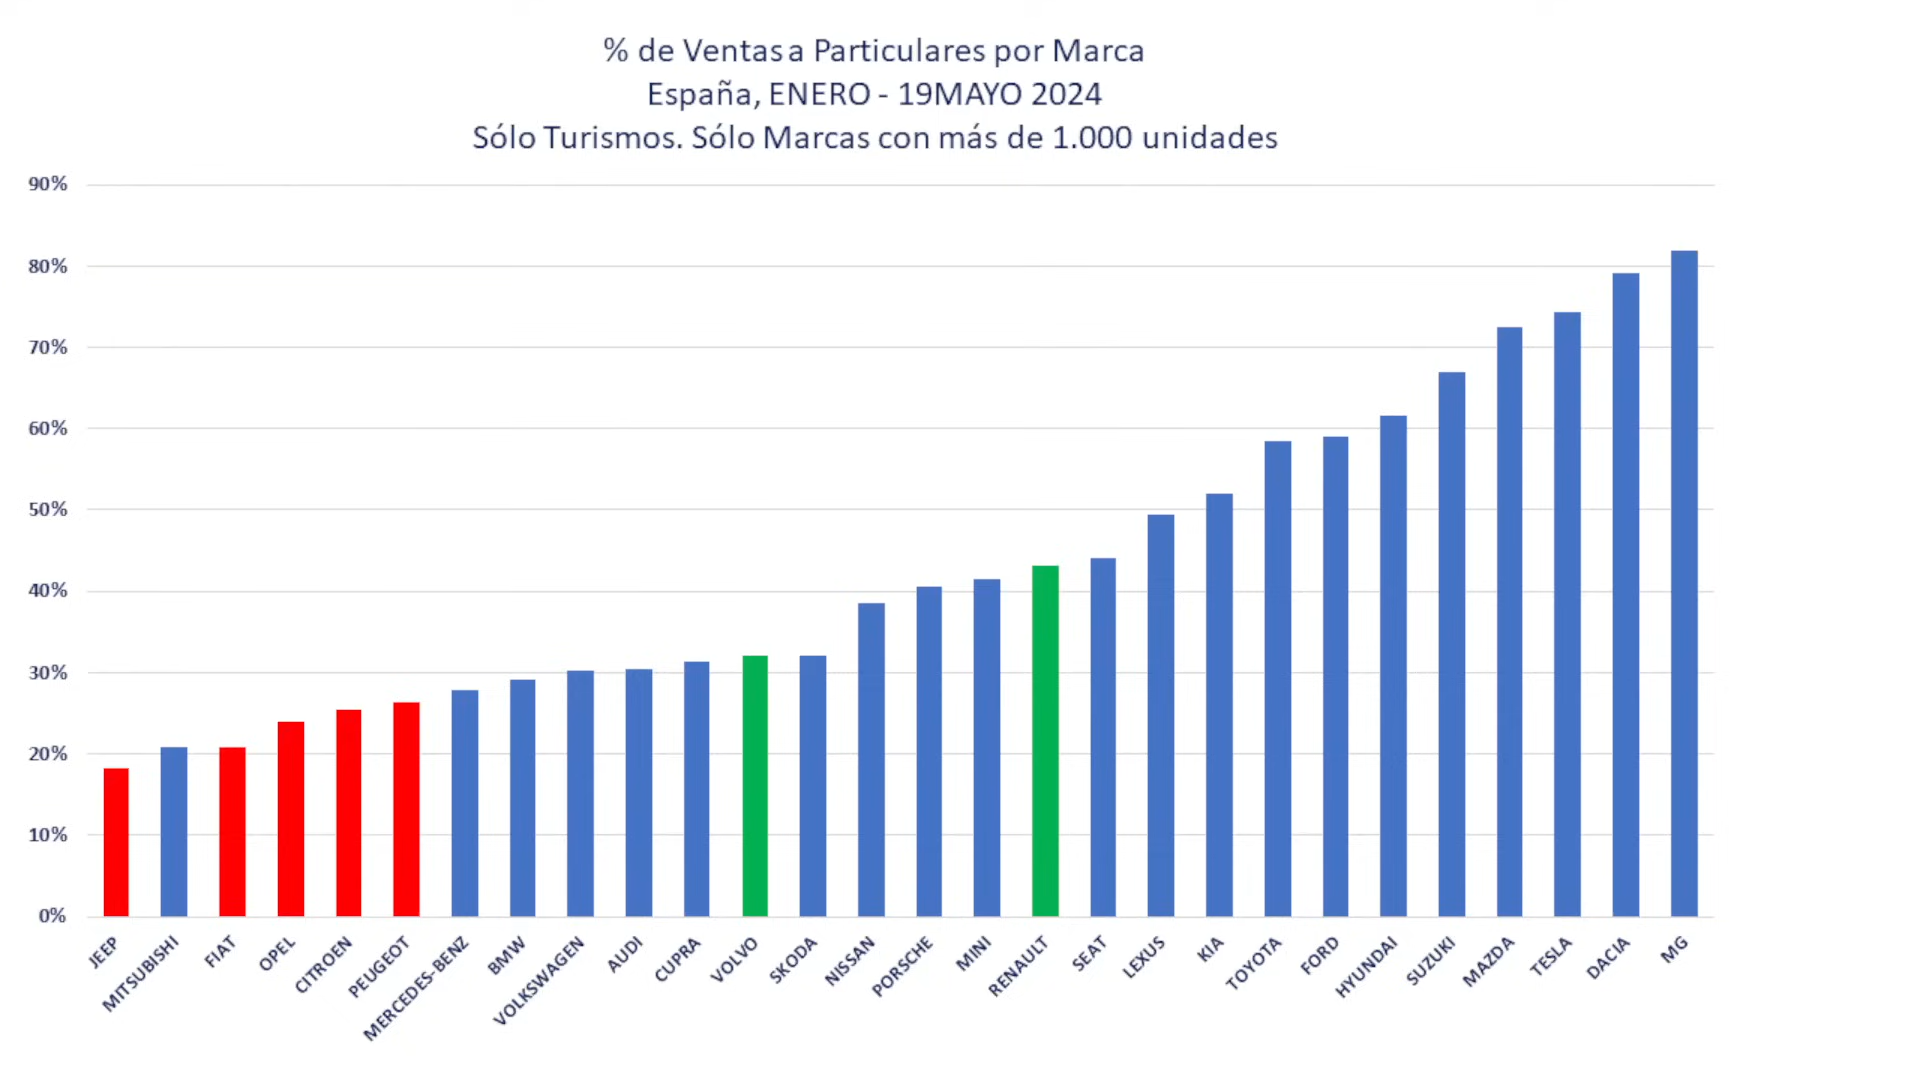 % de Ventas a Particulares por Marca
España, ENERO - 19MAYO 2024
Sólo Turismos. Sólo Marcas con más de 1.000 unidades
90%
80%
70%
60%
50%
40%
30%
20%
10%
0%
JEEP
MITSUBISHI
FIAT
OPEL
CITROEN
PEUGEOT
MERCEDES-BENZ
BMW
VOLKSWAGEN
AUDI
CUPRA
VOLVO
SKODA
NISSAN
PORSCHE
MINI
RENAULT
SEAT
LEXUS
KIA
TOYOTA
FORD
HYUNDAI
SUZUKI
MAZDA
TESLA
DACIA
MG